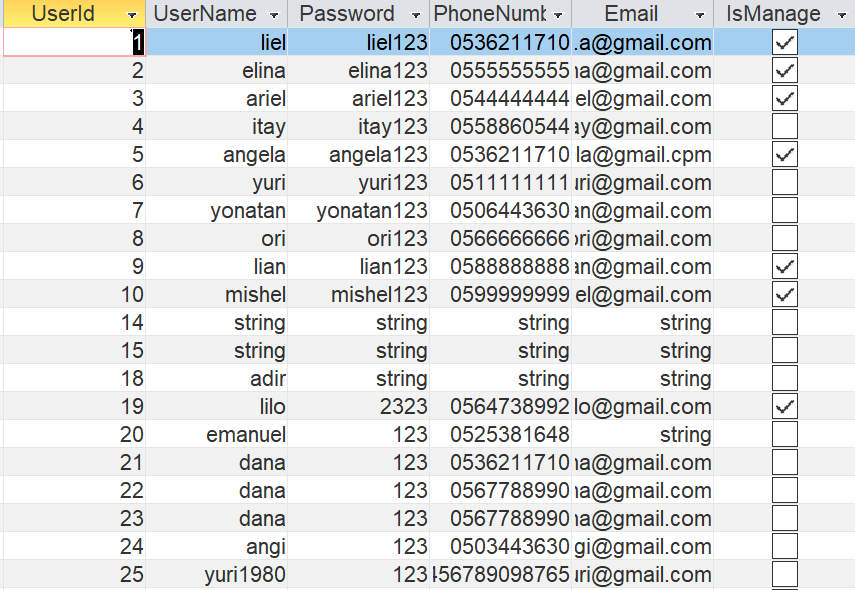 UserId UserName Password PhoneNumb Email IsManage
1 liel liel123 0536211710 .a@gmail.com
2 elina elina123 0555555555 na@gmail.com
3 ariel ariel123 0544444444 el@gmail.com
4 itay itay123 0558860544 ay@gmail.com
5 angela angela123 0536211710 la@gmail.cpm
6 yuri yuri123 0511111111 uri@gmail.com
7 yonatan yonatan123 0506443630 an@gmail.com
8 ori ori123 0566666666 ori@gmail.com
9 lian lian123 0588888888 an@gmail.com
10 mishel mishel123 0599999999 el@gmail.com
14 string string string string
15 string string string string
18 adir string string string
19 lilo 2323 0564738992 lo@gmail.com
20 emanuel 123 0525381648 string
21 dana 123 0536211710 na@gmail.com
22 dana 123 0567788990 na@gmail.com
23 dana 123 0567788990 na@gmail.com
24 angi 123 0503443630 gi@gmail.com
25 yuri1980 123 456789098765 uri@gmail.com